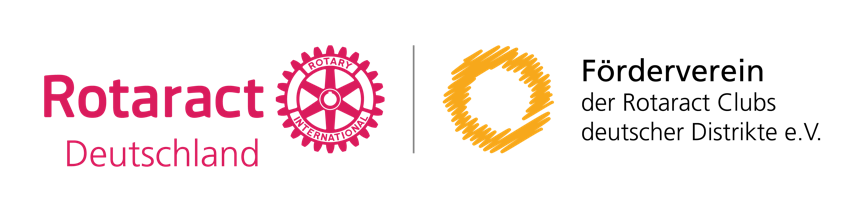 Rotaract
Deutschland
ROTARY
INTERNATIONAL
Förderverein
der Rotaract Clubs
deutscher Distrikte e.V.